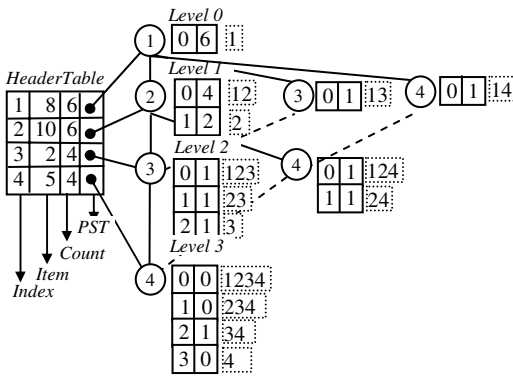 Level 0
1
0 6 1
HeaderTable
Level 1
1 8 6
2 10 6
3 2 4
4 5 4
2
0 4 12
1 2 2
3
0 1 13
4
0 1 14
Level 2
3
0 1 123
1 1 23
2 1 3
4
0 1 124
1 1 24
PST
Count
Item
Index
Level 3
4
0 0 1234
1 0 234
2 1 34
3 0 4